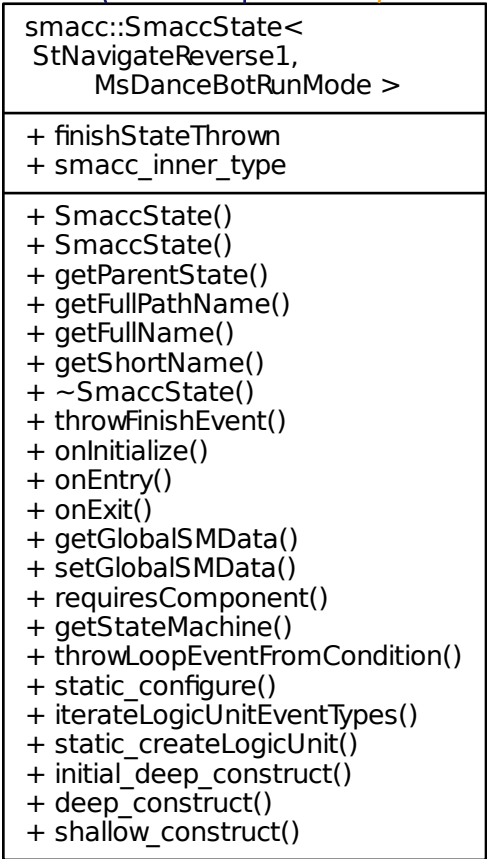 smacc::SmaccState<
StNavigateReverse1,
MsDanceBotRunMode >
+ finishStateThrown
+ smacc_inner_type
+ SmaccState()
+ SmaccState()
+ getParentState()
+ getFullPathName()
+ getFullName()
+ getShortName()
+ ~SmaccState()
+ throwFinishEvent()
+ onInitialize()
+ onEntry()
+ onExit()
+ getGlobalSMData()
+ setGlobalSMData()
+ requiresComponent()
+ getStateMachine()
+ throwLoopEventFromCondition()
+ static_configure()
+ iterateLogicUnitEventTypes()
+ static_createLogicUnit()
+ initial_deep_construct()
+ deep_construct()
+ shallow_construct()